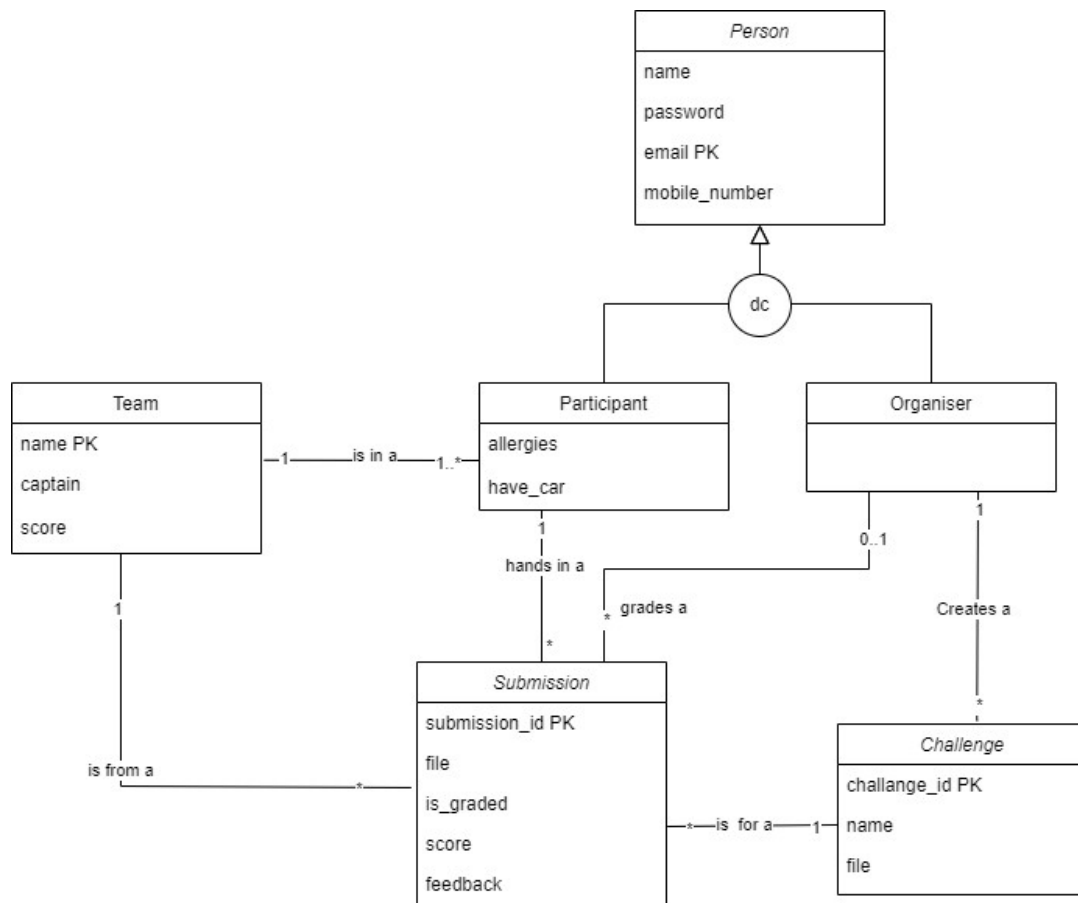 Person
name
password
email PK
mobile_number
dc
Team
name PK
captain
score
1
is in a
1..*
Participant
allergies
have_car
Organiser
1
hands in a
*
0..1
grades a
*
1
Creates a
*
1
is from a
*
Submission
submission_id PK
file
is_graded
score
feedback
*
is for a
1
Challenge
challange_id PK
name
file